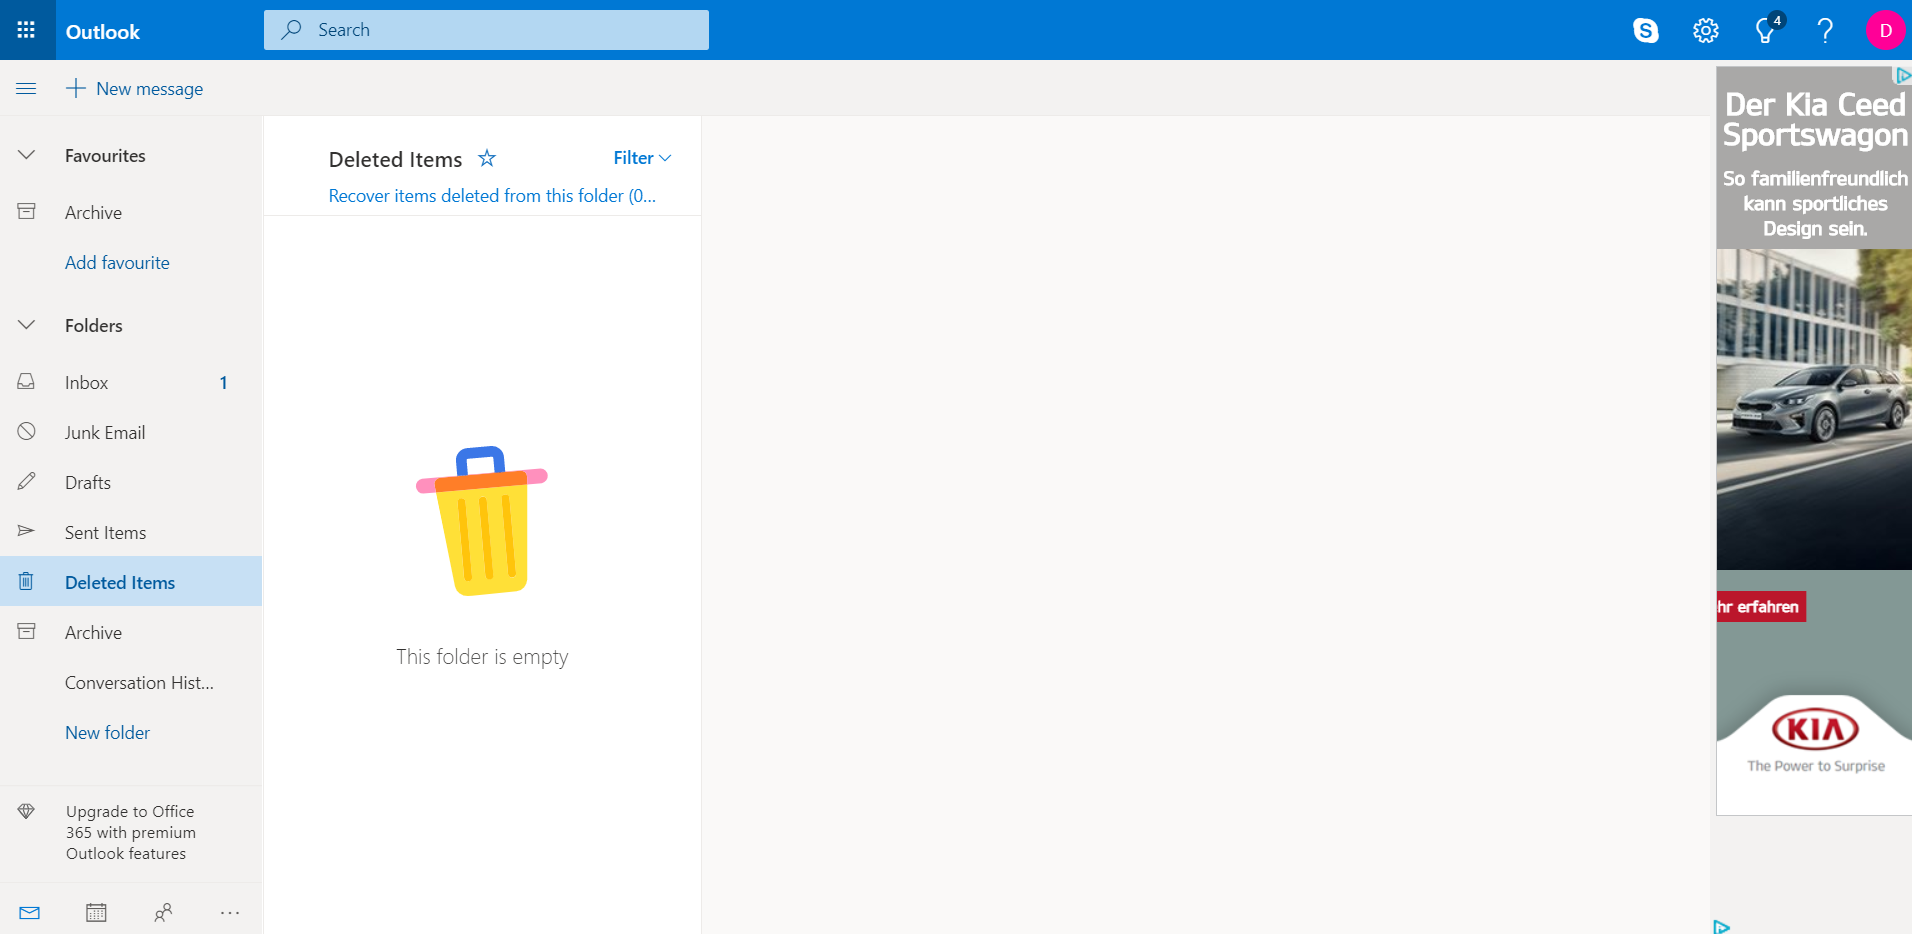 Outlook
Search
4
D
New message
Favourites
Archive
Add favourite
Folders
Inbox 1
Junk Email
Drafts
Sent Items
Deleted Items
Archive
Conversation Hist...
New folder
Upgrade to Office
365 with premium
Outlook features
Deleted Items
Filter
Recover items deleted from this folder (0...
This folder is empty
Der Kia Ceed
Sportswagon
So familienfreundlich
kann sportliches
Design sein.
hr erfahren
KIA
The Power to Surprise